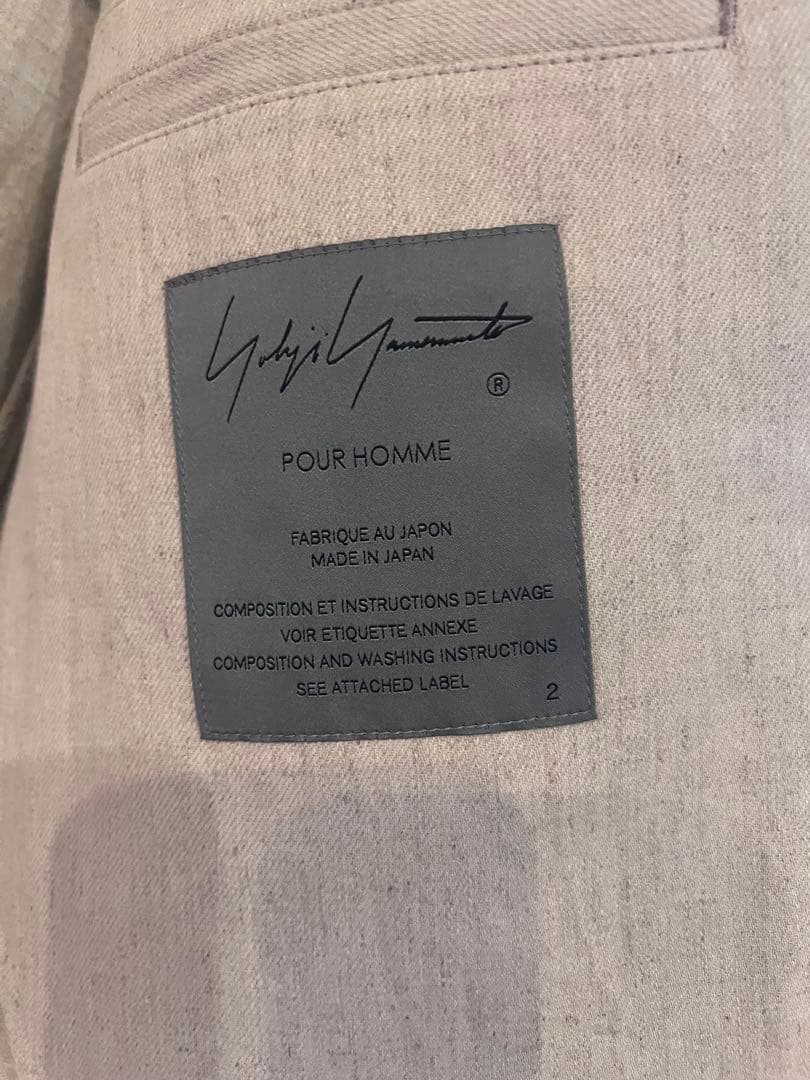 Yohji Yamamoto
®
POUR HOMME
FABRIQUE AU JAPON
MADE IN JAPAN
COMPOSITION ET INSTRUCTIONS DE LAVAGE
VOIR ETIQUETTE ANNEXE
COMPOSITION AND WASHING INSTRUCTIONS
SEE ATTACHED LABEL
2